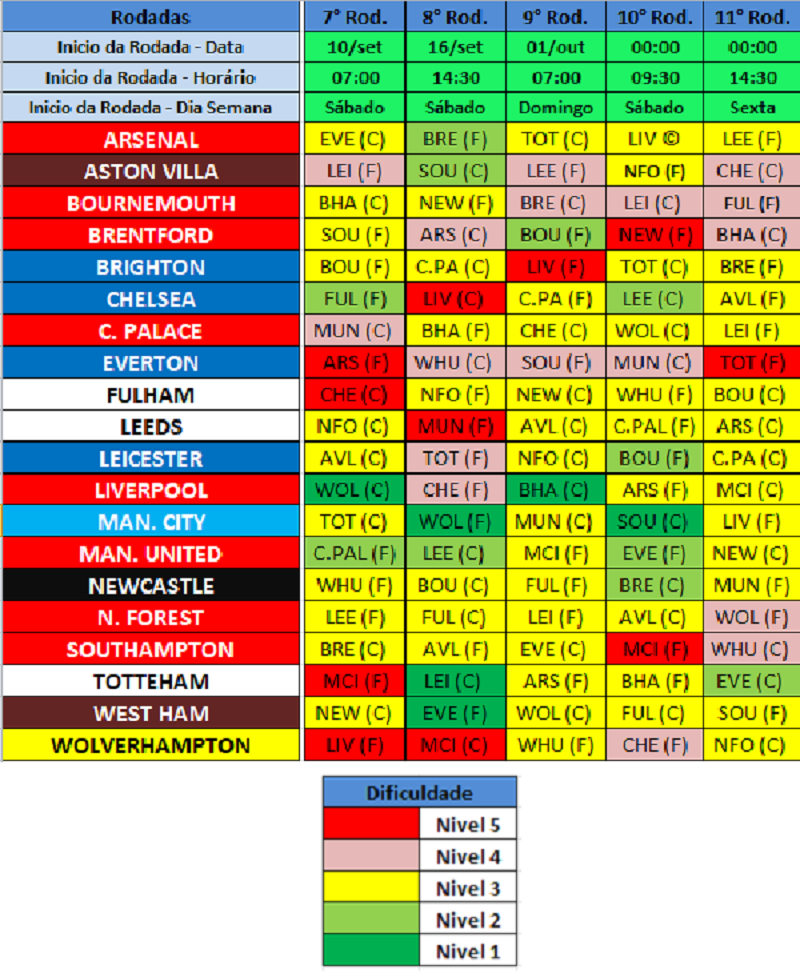 Rodadas 7° Rod. 8° Rod. 9° Rod. 10° Rod. 11° Rod.
Inicio da Rodada - Data 10/set 16/set 01/out 00:00 00:00
Inicio da Rodada - Horário 07:00 14:30 07:00 09:30 14:30
Inicio da Rodada - Dia Semana Sábado Sábado Domingo Sábado Sexta
ARSENAL EVE (C) BRE (F) TOT (C) LIV © LEE (F)
ASTON VILLA LEI (F) SOU (C) LEE (F) NFO (F) CHE (C)
BOURNEMOUTH BHA (C) NEW (F) BRE (C) LEI (C) FUL (F)
BRENTFORD SOU (F) ARS (C) BOU (F) NEW (F) BHA (C)
BRIGHTON BOU (F) C.PA (C) LIV (F) TOT (C) BRE (F)
CHELSEA FUL (F) LIV (C) C.PA (F) LEE (C) AVL (F)
C. PALACE MUN (C) BHA (F) CHE (C) WOL (C) LEI (F)
EVERTON ARS (F) WHU (C) SOU (F) MUN (C) TOT (F)
FULHAM CHE (C) NFO (F) NEW (C) WHU (F) BOU (C)
LEEDS NFO (C) MUN (F) AVL (C) C.PAL (F) ARS (C)
LEICESTER AVL (C) TOT (F) NFO (C) BOU (F) C.PA (C)
LIVERPOOL WOL (C) CHE (F) BHA (C) ARS (F) MCI (C)
MAN. CITY TOT (C) WOL (F) MUN (C) SOU (C) LIV (F)
MAN. UNITED C.PAL (F) LEE (C) MCI (F) EVE (F) NEW (C)
NEWCASTLE WHU (F) BOU (C) FUL (F) BRE (C) MUN (F)
N. FOREST LEE (F) FUL (C) LEI (F) AVL (C) WOL (F)
SOUTHAMPTON BRE (C) AVL (F) EVE (C) MCI (F) WHU (C)
TOTTEHAM MCI (F) LEI (C) ARS (F) BHA (F) EVE (C)
WEST HAM NEW (C) EVE (F) WOL (C) FUL (C) SOU (F)
WOLVERHAMPTON LIV (F) MCI (C) WHU (F) CHE (F) NFO (C)
Dificuldade
Nivel 5
Nivel 4
Nivel 3
Nivel 2
Nivel 1